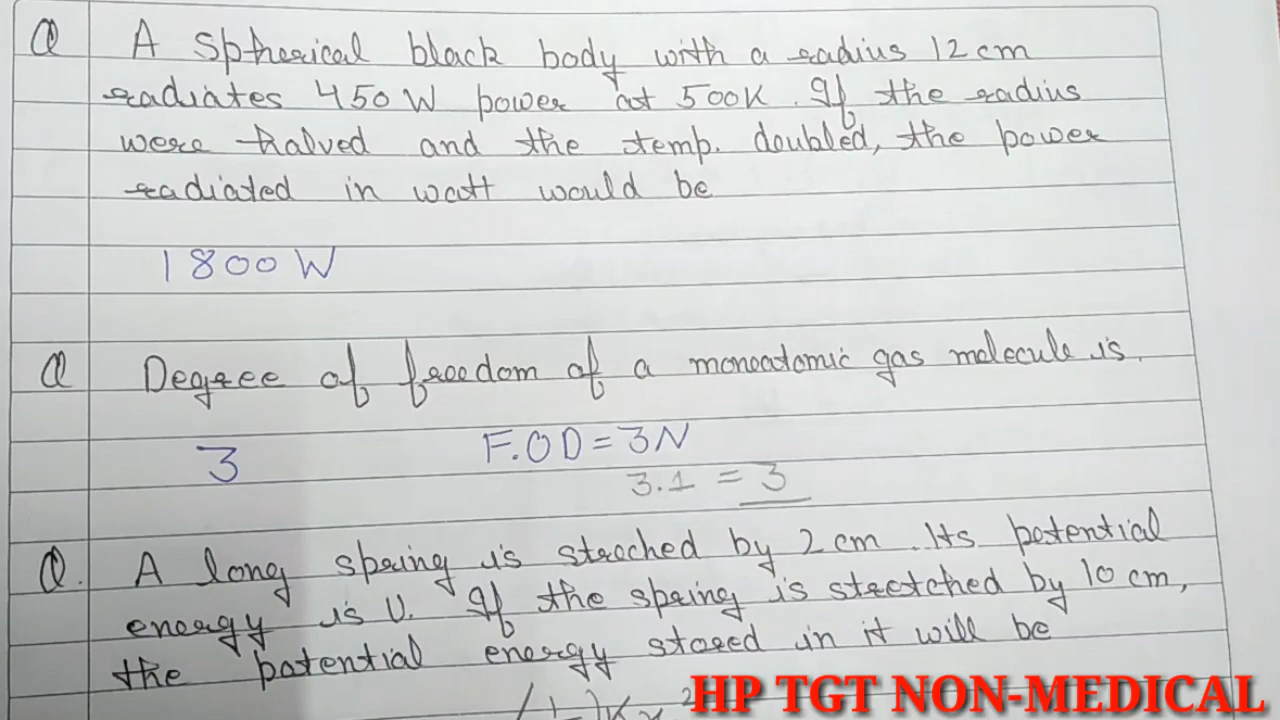 Q A Spherical black body with a radius 12 cm
radiates 450 W power at 500K. If the radius
were halved and the temp. doubled, the power
radiated in watt would be
1800 W
Q Degree of freedom of a monoatomic gas molecule is.
3 F.OD = 3N
3.1 = 3
Q. A long spring is streched by 2 cm. Its potential
energy is U. If the spring is stretched by 10 cm,
the potential energy stored in it will be
HP TGT NON-MEDICAL